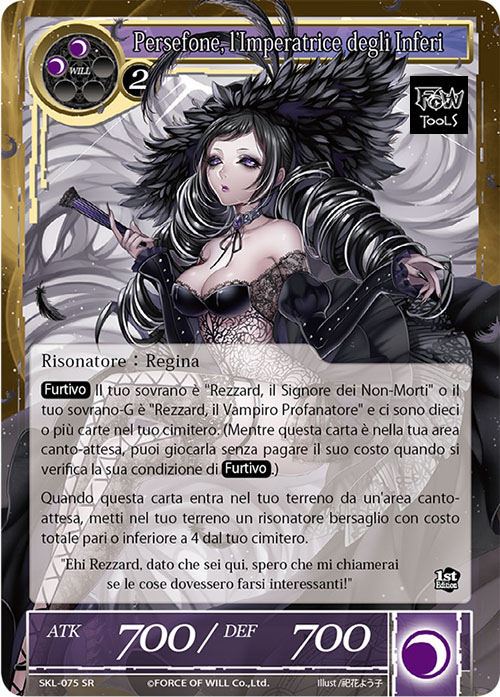 Persefone, l'Imperatrice degli Inferi
WILL
2
FOW
TOOLS
Risonatore : Regina
Furtivo Il tuo sovrano è "Rezzard, il Signore dei Non-Morti" o il
tuo sovrano-G è "Rezzard, il Vampiro Profanatore" e ci sono dieci
o più carte nel tuo cimitero. (Mentre questa carta è nella tua area
canto-attesa, puoi giocarla senza pagare il suo costo quando si
verifica la sua condizione di Furtivo.)
Quando questa carta entra nel tuo terreno da un'area canto-
attesa, metti nel tuo terreno un risonatore bersaglio con costo
totale pari o inferiore a 4 dal tuo cimitero.
"Ehi Rezzard, dato che sei qui, spero che mi chiamerai
se le cose dovessero farsi interessanti!"
1st
Edition
ATK 700 / DEF 700
SKL-075 SR ©FORCE OF WILL Co.,Ltd. Illust /祀花よう子